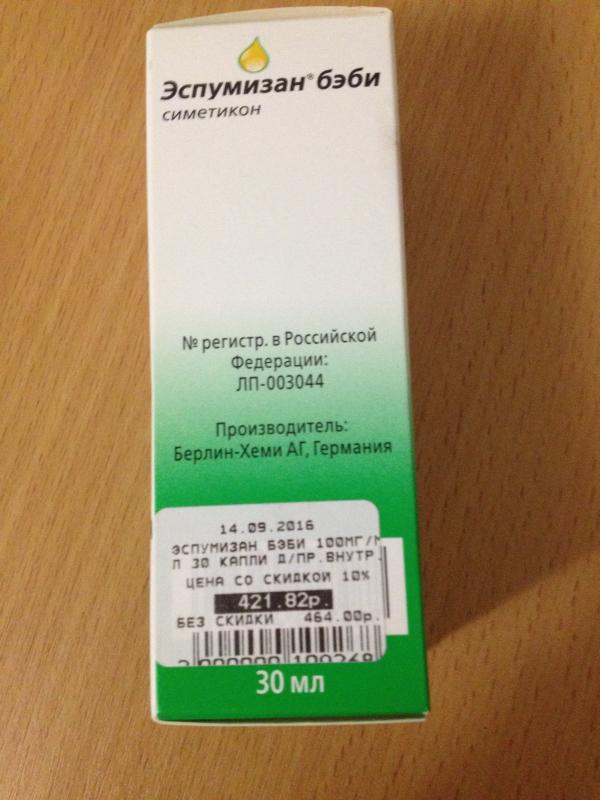 Эспумизан® бэби
симетикон
№ регистр. в Российской
Федерации:
ЛП-003044
Производитель:
Берлин-Хеми АГ, Германия
14.09.2016
ЭСПУМИЗАН БЭБИ 100МГ/М
Л 30 КАПЛИ Д/ПР.ВНУТР.
ЦЕНА СО СКИДКОЙ 10%
421.82р.
БЕЗ СКИДКИ 464.00р.
30 мл